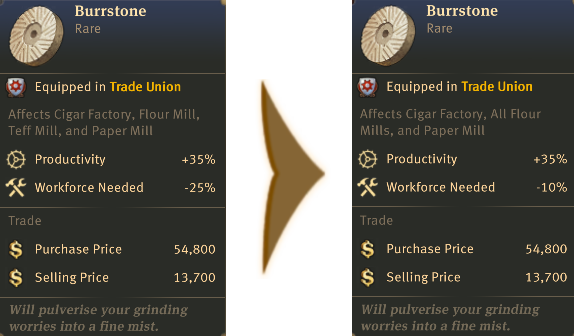 Burrstone
Rare
Equipped in Trade Union
Affects Cigar Factory, Flour Mill,
Teff Mill, and Paper Mill
Productivity +35%
Workforce Needed -25%
Trade
Purchase Price 54,800
Selling Price 13,700
Will pulverise your grinding
worries into a fine mist.
Burrstone
Rare
Equipped in Trade Union
Affects Cigar Factory, All Flour
Mills, and Paper Mill
Productivity +35%
Workforce Needed -10%
Trade
Purchase Price 54,800
Selling Price 13,700
Will pulverise your grinding
worries into a fine mist.